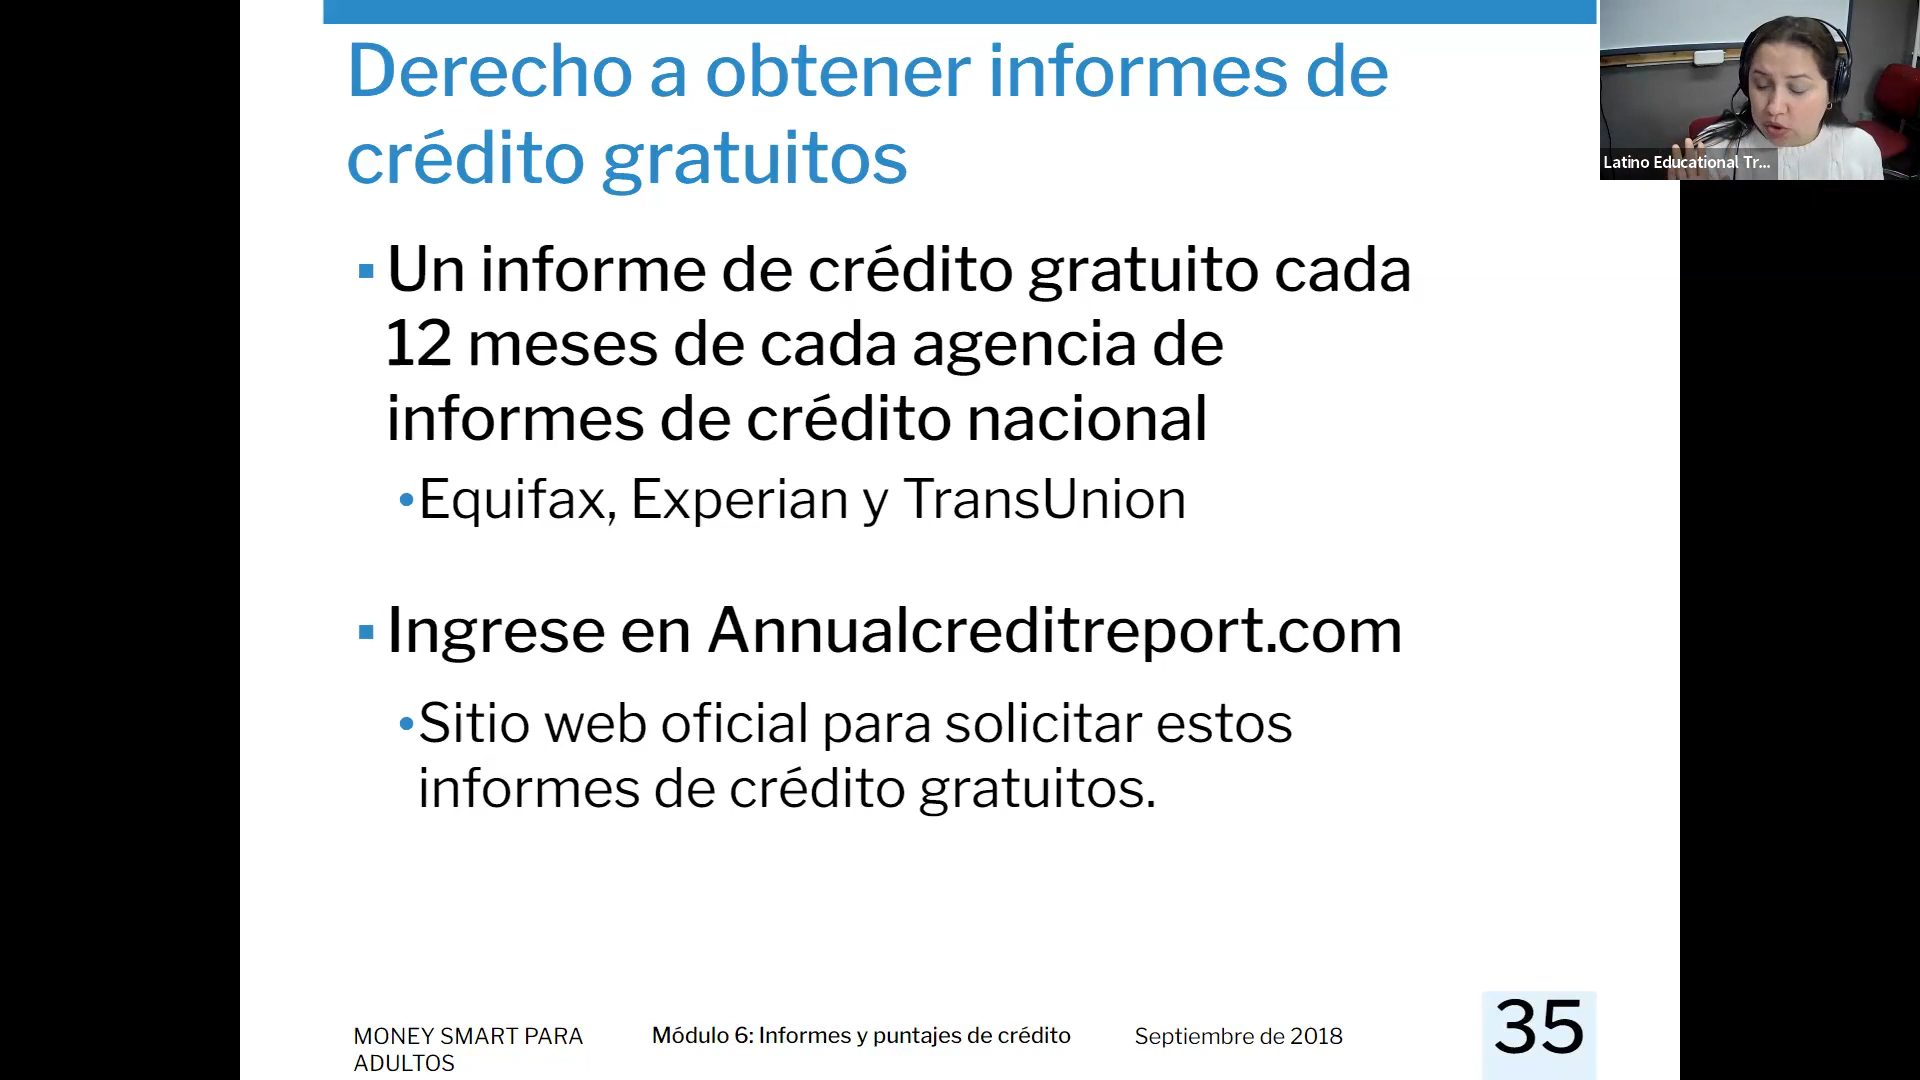 Derecho a obtener informes de
crédito gratuitos
Latino Educational Tr...
▪Un informe de crédito gratuito cada
12 meses de cada agencia de
informes de crédito nacional
•Equifax, Experian y TransUnion
▪Ingrese en Annualcreditreport.com
•Sitio web oficial para solicitar estos
informes de crédito gratuitos.
MONEY SMART PARA
ADULTOS
Módulo 6: Informes y puntajes de crédito
Septiembre de 2018
35